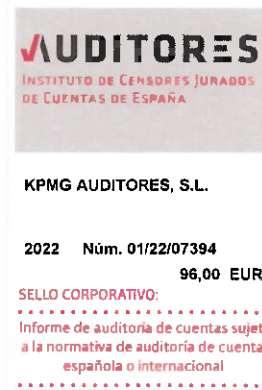 AUDITORES
INSTITUTO DE CENSORES JURADOS
DE CUENTAS DE ESPAÑA
KPMG AUDITORES, S.L.
2022 Núm. 01/22/07394
96,00 EUR
SELLO CORPORATIVO:
Informe de auditoría de cuentas sujet
a la normativa de auditoría de cuenta
española o internacional